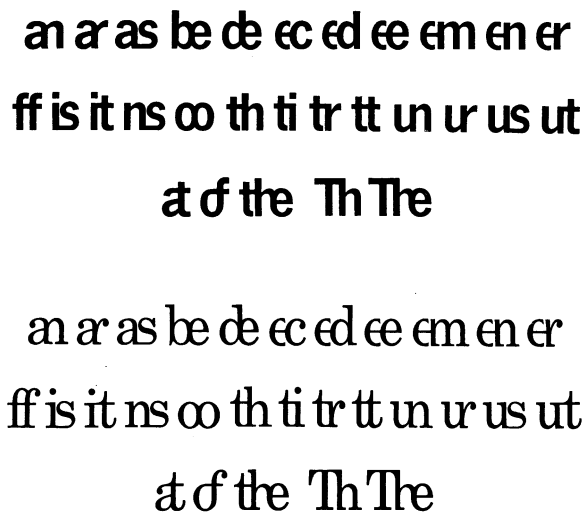 an ar as be de ec ed ee em en er
ff is it ns oo th ti tr tt un ur us ut
at of the Th The
an ar as be de ec ed ee em en er
ff is it ns oo th ti tr tt un ur us ut
at of the Th The